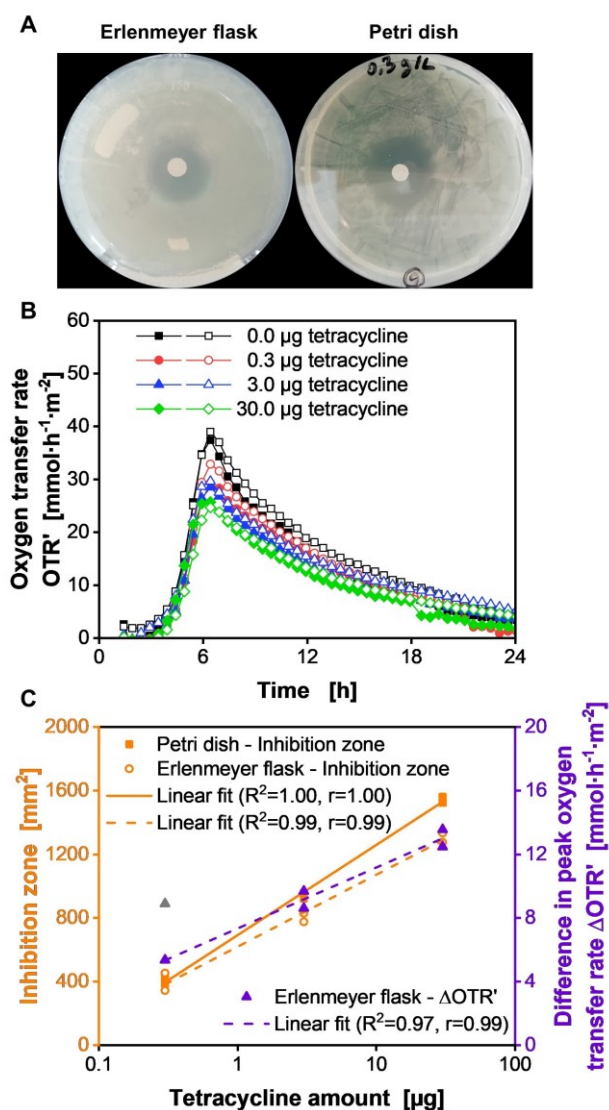 A
Erlenmeyer flask
Petri dish
0,3 g/L
9
B
60
50
40
30
20
10
0
0.0 µg tetracycline
0.3 µg tetracycline
3.0 µg tetracycline
30.0 µg tetracycline
Oxygen transfer rate
OTR' [mmol·h⁻¹·m⁻²]
0 6 12 18 24
Time [h]
C
2000
1600
1200
800
400
0
Inhibition zone [mm²]
Petri dish - Inhibition zone
Erlenmeyer flask - Inhibition zone
Linear fit (R²=1.00, r=1.00)
Linear fit (R²=0.99, r=0.99)
Erlenmeyer flask - ΔOTR'
Linear fit (R²=0.97, r=0.99)
20
16
12
8
4
0
Difference in peak oxygen
transfer rate ΔOTR' [mmol·h⁻¹·m⁻²]
0.1 1 10 100
Tetracycline amount [µg]